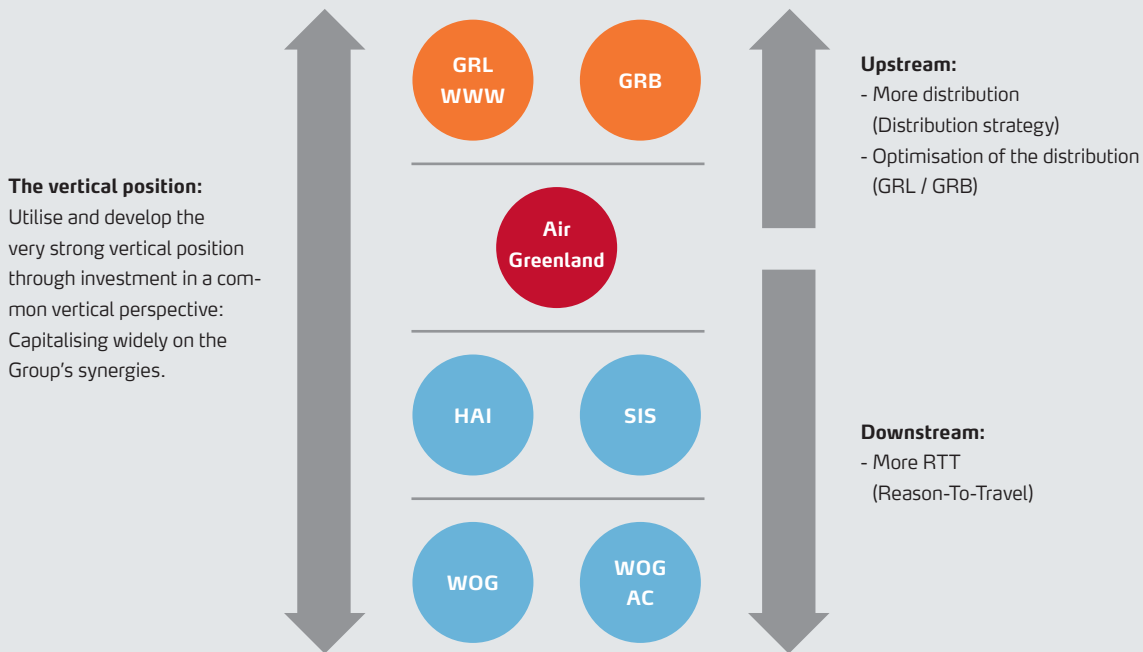 The vertical position:
Utilise and develop the
very strong vertical position
through investment in a com-
mon vertical perspective:
Capitalising widely on the
Group's synergies.
GRL
WWW
GRB
Air
Greenland
HAI
SIS
WOG
WOG
AC
Upstream:
- More distribution
(Distribution strategy)
- Optimisation of the distribution
(GRL / GRB)
Downstream:
- More RTT
(Reason-To-Travel)